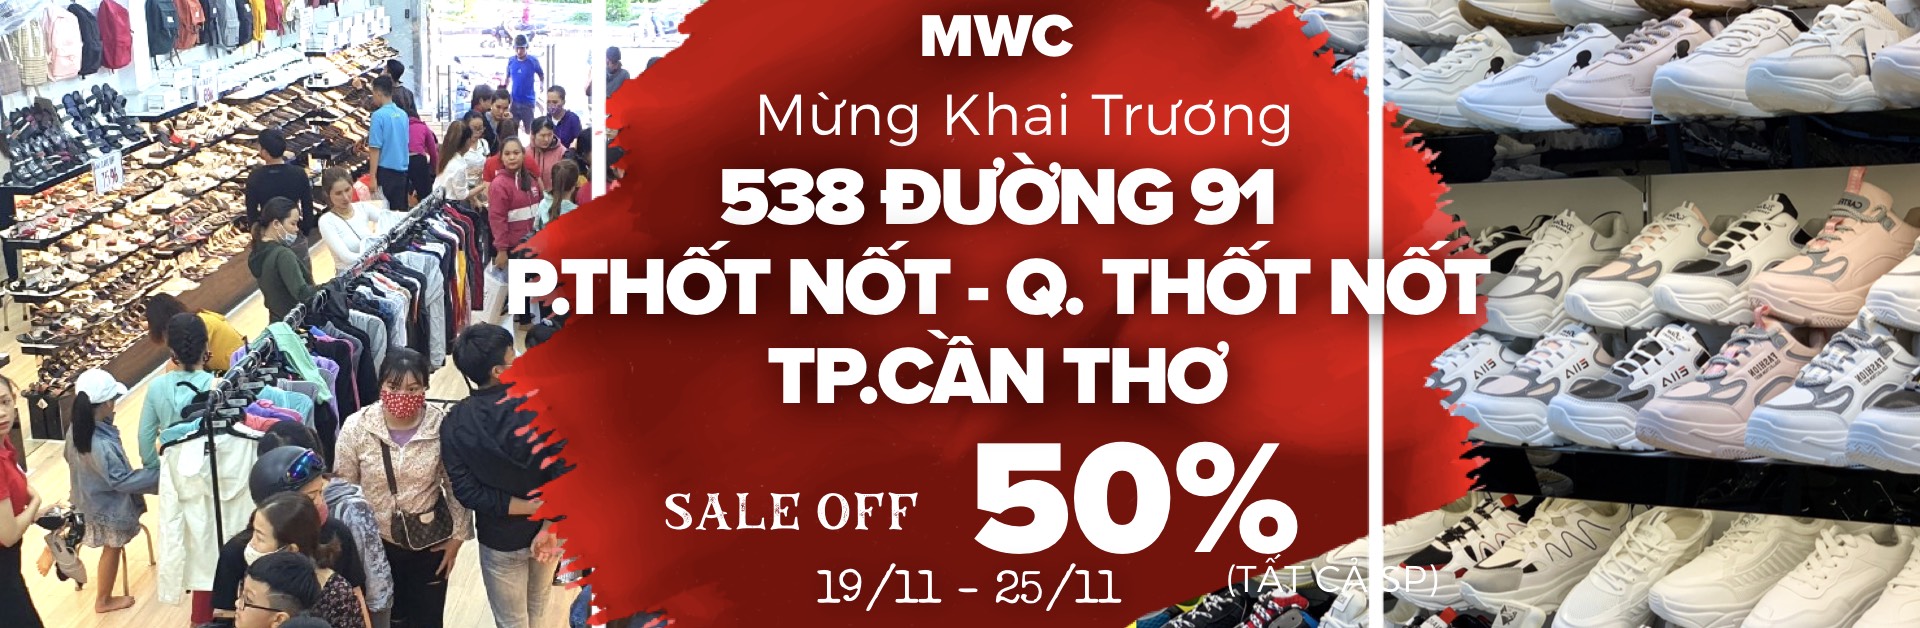 MWC
Mừng Khai Trương
538 ĐƯỜNG 91
P.THỐT NỐT - Q. THỐT NỐT
TP.CẦN THƠ
SALE OFF 50%
19/11 - 25/11
(TẤT CẢ SP)